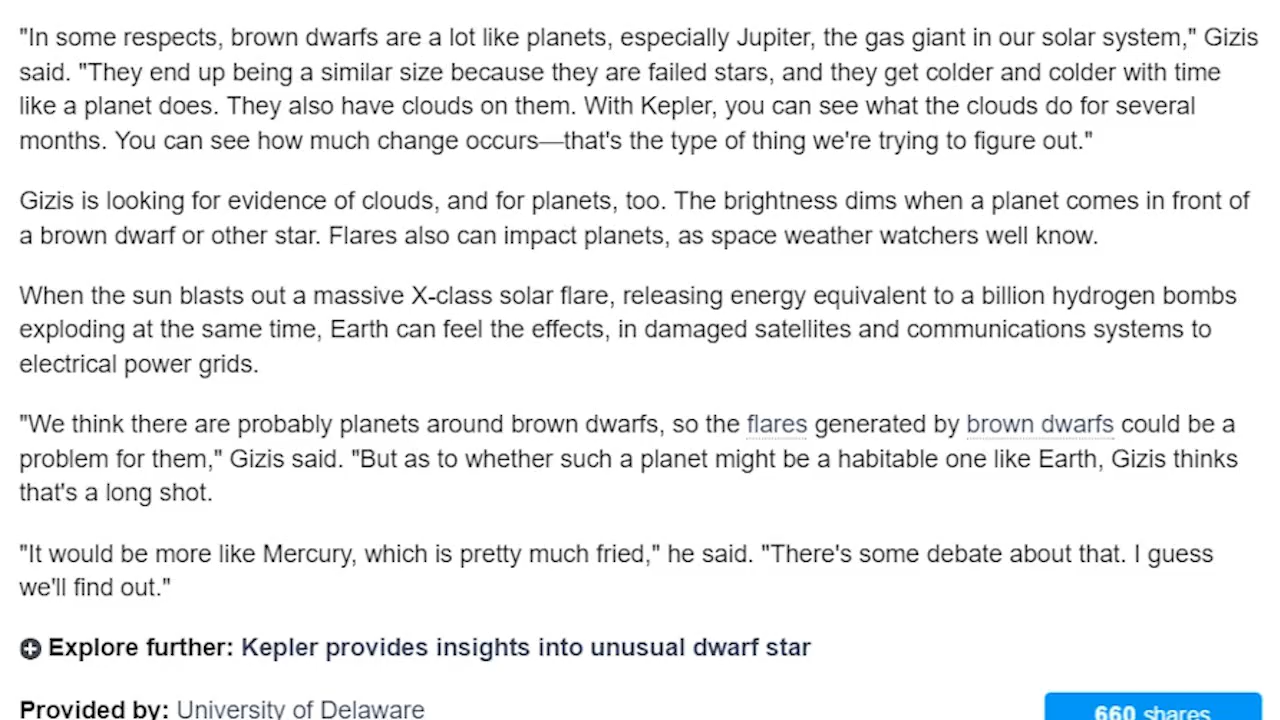 "In some respects, brown dwarfs are a lot like planets, especially Jupiter, the gas giant in our solar system," Gizis
said. "They end up being a similar size because they are failed stars, and they get colder and colder with time
like a planet does. They also have clouds on them. With Kepler, you can see what the clouds do for several
months. You can see how much change occurs—that's the type of thing we're trying to figure out."
Gizis is looking for evidence of clouds, and for planets, too. The brightness dims when a planet comes in front of
a brown dwarf or other star. Flares also can impact planets, as space weather watchers well know.
When the sun blasts out a massive X-class solar flare, releasing energy equivalent to a billion hydrogen bombs
exploding at the same time, Earth can feel the effects, in damaged satellites and communications systems to
electrical power grids.
"We think there are probably planets around brown dwarfs, so the flares generated by brown dwarfs could be a
problem for them," Gizis said. "But as to whether such a planet might be a habitable one like Earth, Gizis thinks
that's a long shot.
"It would be more like Mercury, which is pretty much fried," he said. "There's some debate about that. I guess
we'll find out."
Explore further: Kepler provides insights into unusual dwarf star
Provided by: University of Delaware
660 shares